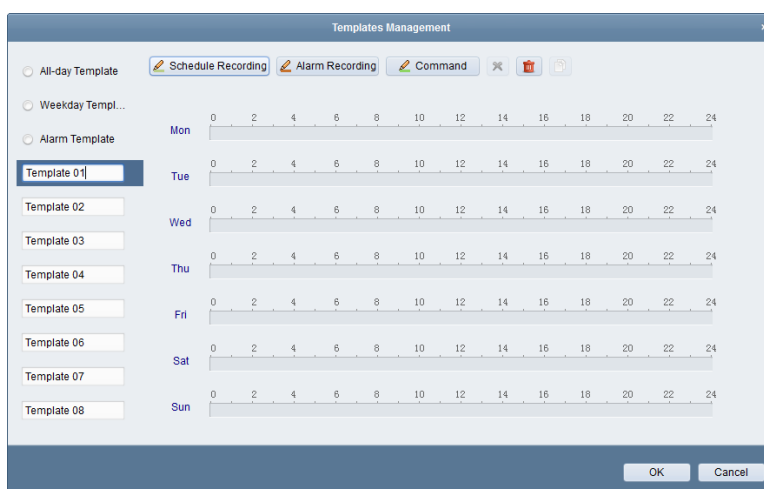 Templates Management
All-day Template
Weekday Templ...
Alarm Template
Template 01
Template 02
Template 03
Template 04
Template 05
Template 06
Template 07
Template 08
Schedule Recording Alarm Recording Command
0 2 4 6 8 10 12 14 16 18 20 22 24
Mon
0 2 4 6 8 10 12 14 16 18 20 22 24
Tue
0 2 4 6 8 10 12 14 16 18 20 22 24
Wed
0 2 4 6 8 10 12 14 16 18 20 22 24
Thu
0 2 4 6 8 10 12 14 16 18 20 22 24
Fri
0 2 4 6 8 10 12 14 16 18 20 22 24
Sat
0 2 4 6 8 10 12 14 16 18 20 22 24
Sun
OK Cancel